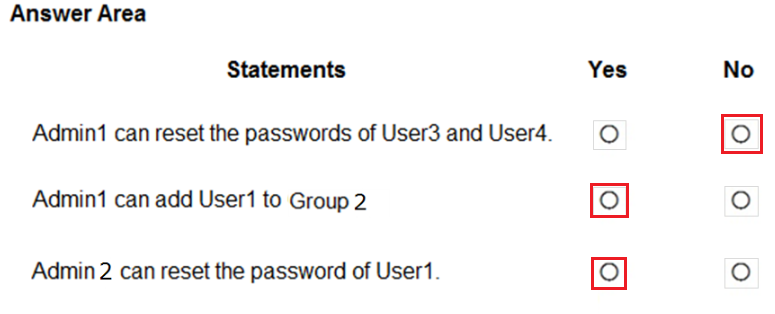 Answer Area
Statements Yes No
Admin1 can reset the passwords of User3 and User4.
Admin1 can add User1 to Group 2
Admin 2 can reset the password of User1.